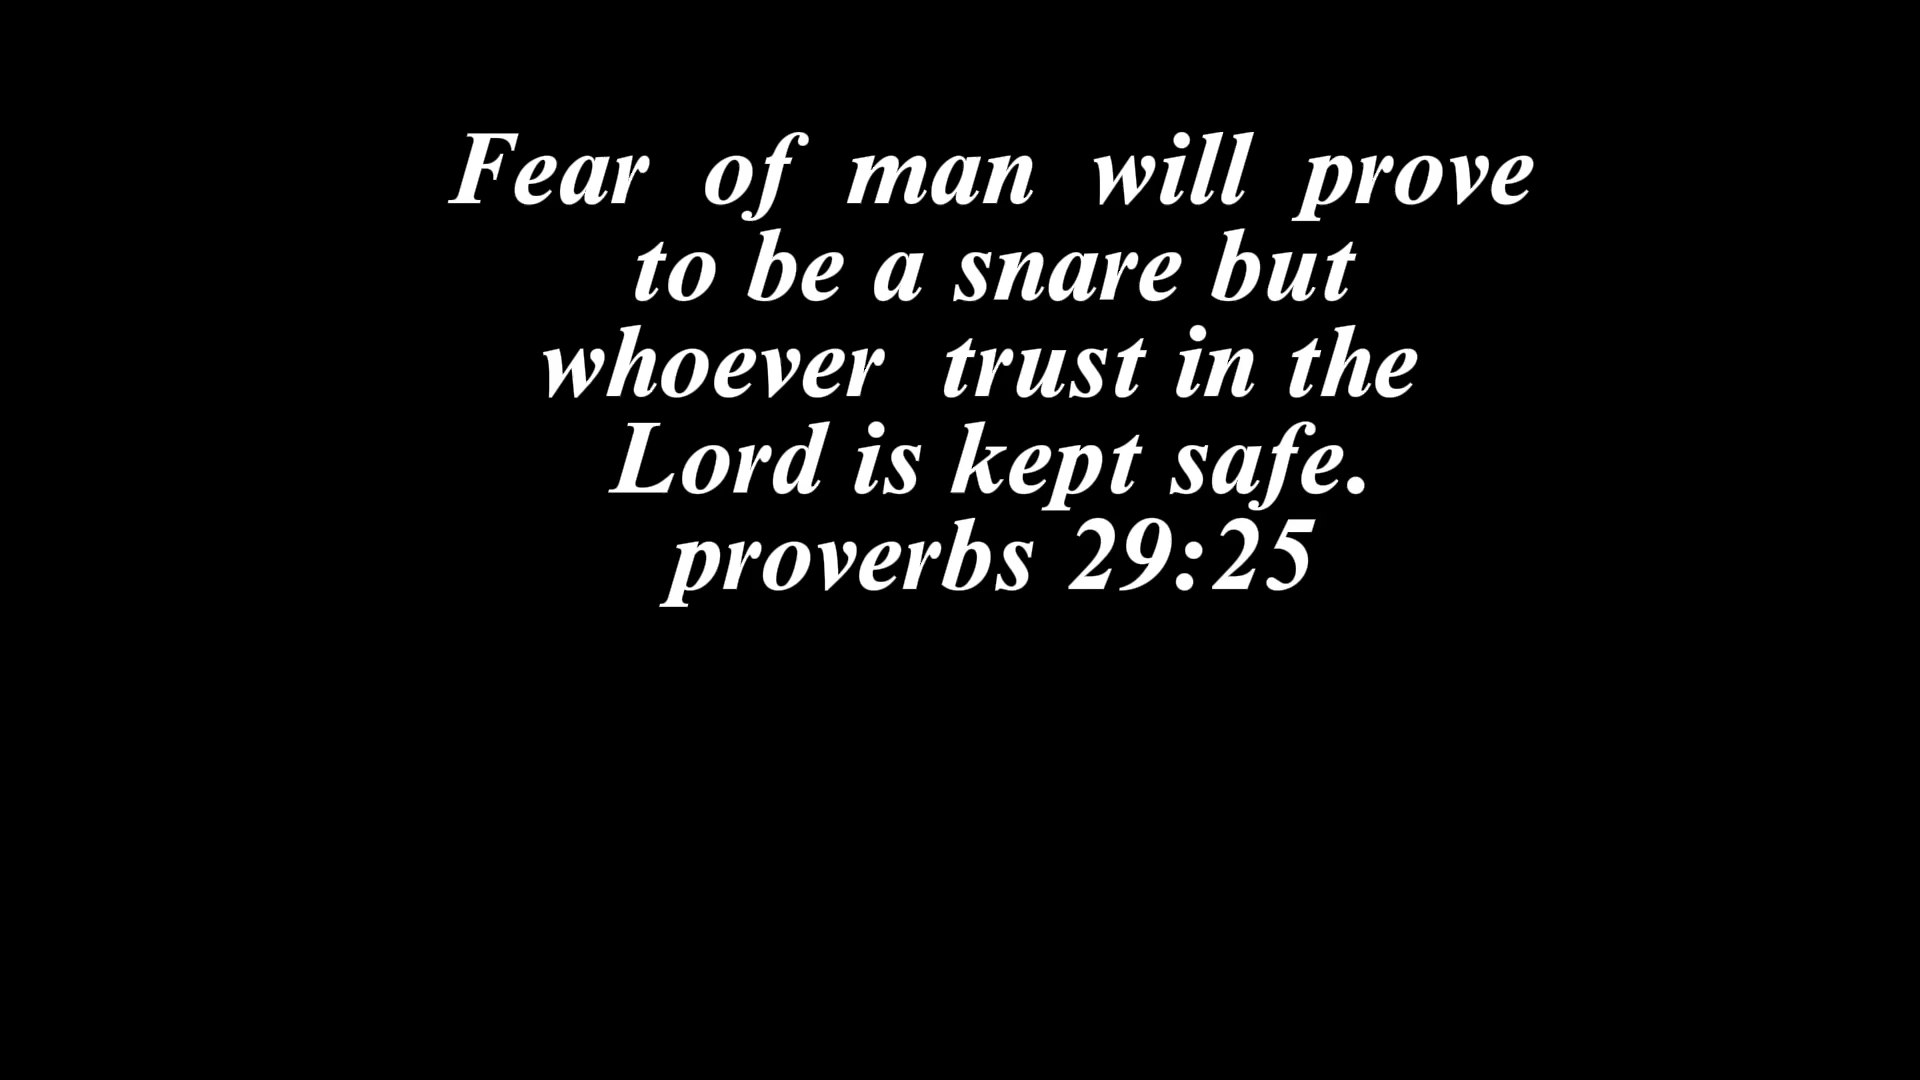 Fear of man will prove
to be a snare but
whoever trust in the
Lord is kept safe.
proverbs 29:25